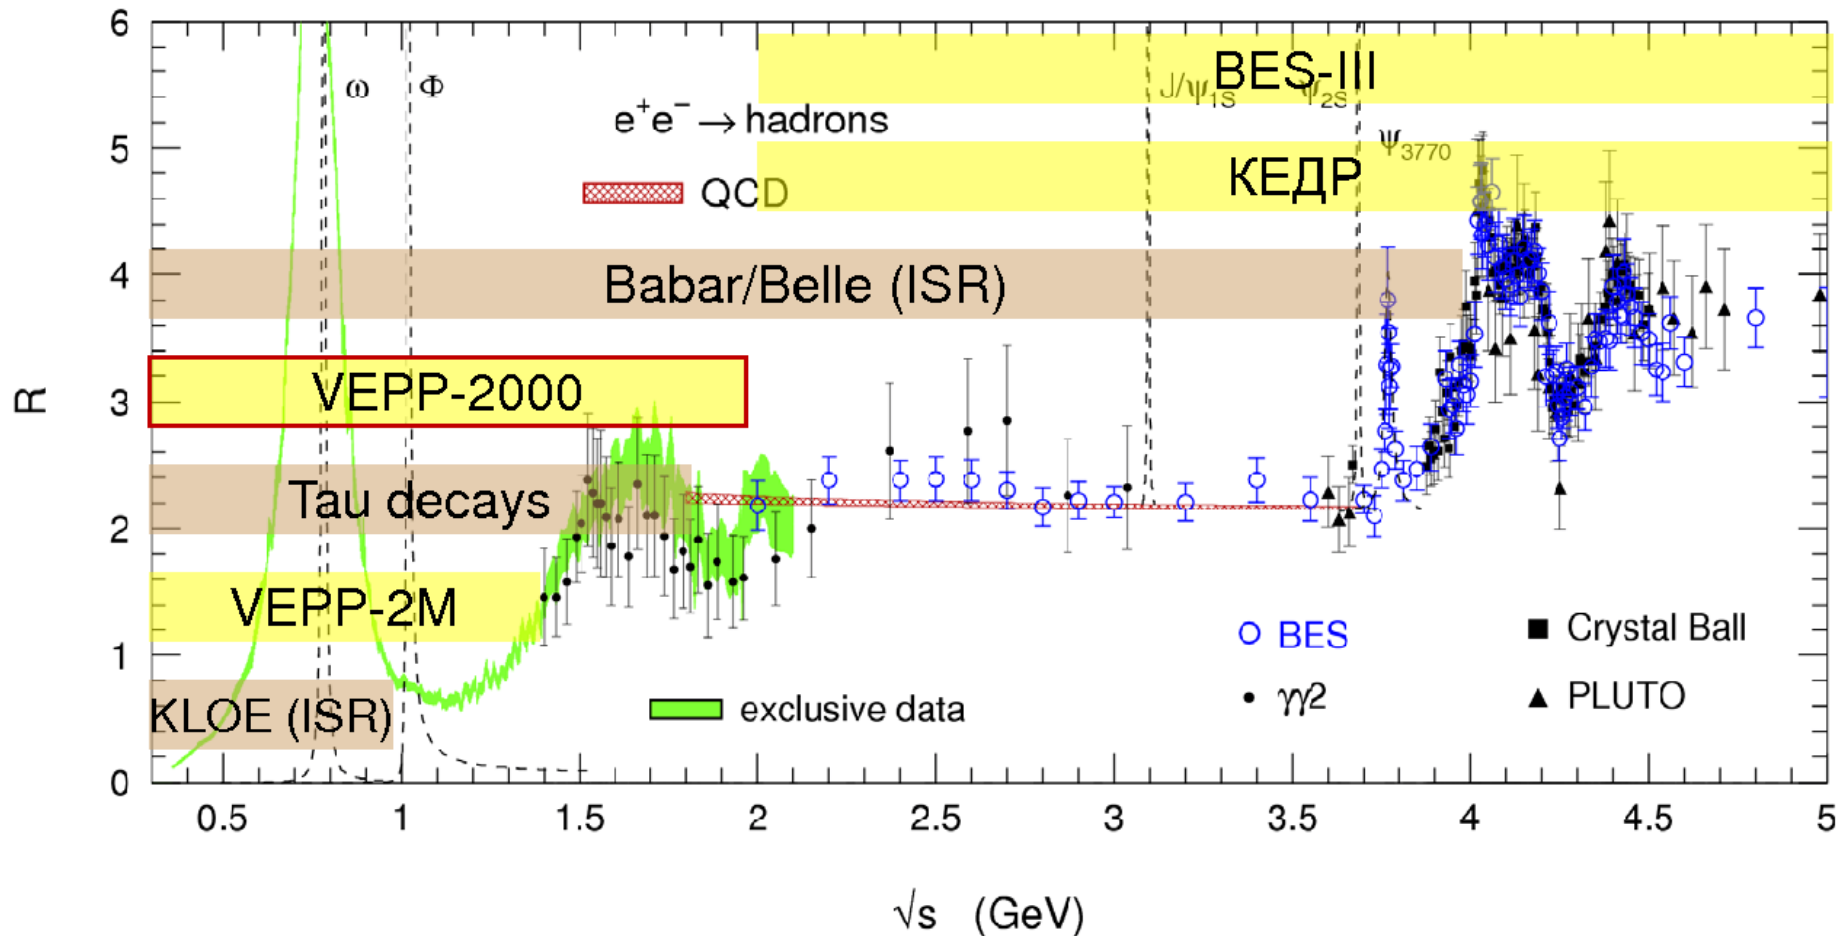 6
BES-III
ω
Φ
J/ψ1S
ψ2S
e+e− → hadrons
5
ψ3770
КЕДР
QCD
4
Babar/Belle (ISR)
R
3
VEPP-2000
Tau decays
2
VEPP-2M
BES
Crystal Ball
1
KLOE (ISR)
exclusive data
γγ2
PLUTO
0
0.5 1 1.5 2 2.5 3 3.5 4 4.5 5
√s (GeV)